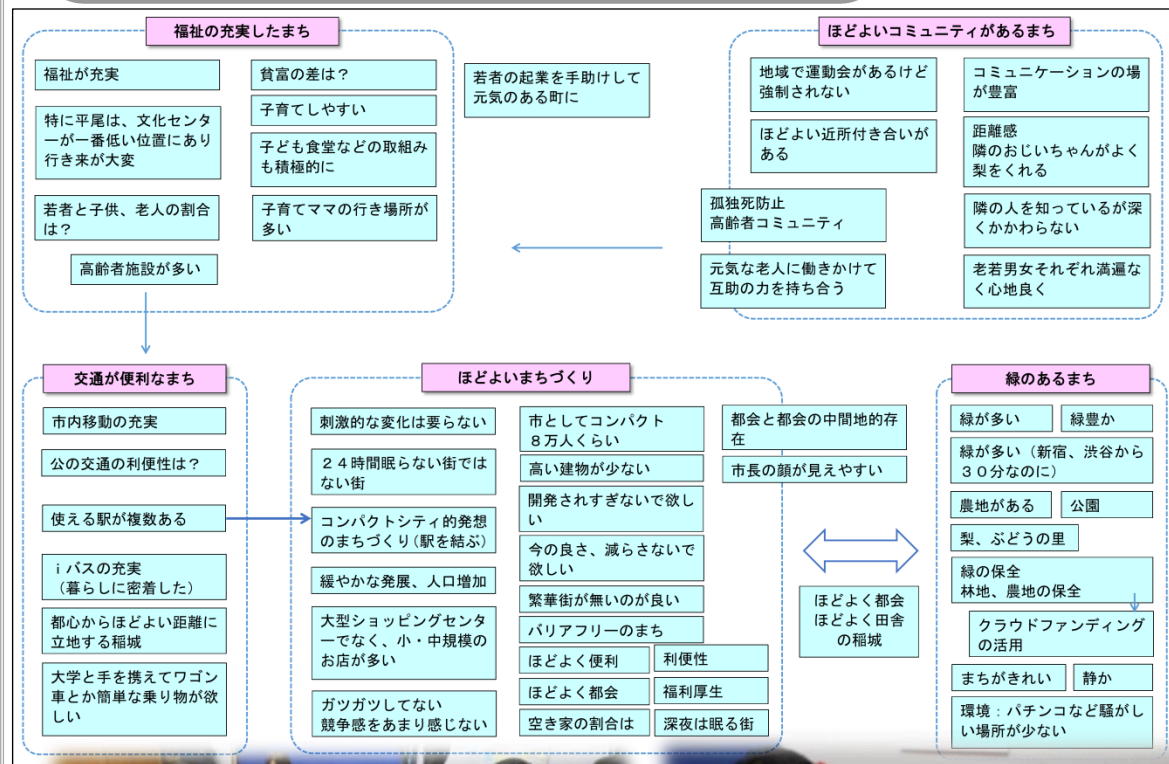 福祉の充実したまち
福祉が充実
特に平尾は、文化センタ
ーが一番低い位置にあり
行き来が大変
若者と子供、老人の割合
は？
高齢者施設が多い
貧富の差は？
子育てしやすい
子ども食堂などの取組み
も積極的に
子育てママの行き場所が
多い
若者の起業を手助けして
元気のある町に
ほどよいコミュニティがあるまち
地域で運動会があるけど
強制されない
ほどよい近所付き合いが
ある
孤独死防止
高齢者コミュニティ
元気な老人に働きかけて
互助の力を持ち合う
コミュニケーションの場
が豊富
距離感
隣のおじいちゃんがよく
梨をくれる
隣の人を知っているが深
くかかわらない
老若男女それぞれ満遍な
く心地良く
交通が便利なまち
市内移動の充実
公の交通の利便性は？
使える駅が複数ある
ｉバスの充実
（暮らしに密着した）
都心からほどよい距離に
立地する稲城
大学と手を携えてワゴン
車とか簡単な乗り物が欲
しい
ほどよいまちづくり
刺激的な変化は要らない
２４時間眠らない街では
ない街
コンパクトシティ的発想
のまちづくり（駅を結ぶ）
緩やかな発展、人口増加
大型ショッピングセンタ
ーでなく、小・中規模の
お店が多い
ガツガツしてない
競争感をあまり感じない
市としてコンパクト
８万人くらい
高い建物が少ない
開発されすぎないで欲し
い
今の良さ、減らさないで
欲しい
繁華街が無いのが良い
バリアフリーのまち
ほどよく便利
利便性
ほどよく都会
福利厚生
空き家の割合は
深夜は眠る街
都会と都会の中間地的存
在
市長の顔が見えやすい
ほどよく都会
ほどよく田舎
の稲城
緑のあるまち
緑が多い
緑豊か
緑が多い（新宿、渋谷から
３０分なのに）
農地がある
公園
梨、ぶどうの里
緑の保全
林地、農地の保全
クラウドファンディング
の活用
まちがきれい
静か
環境：パチンコなど騒がし
い場所が少ない